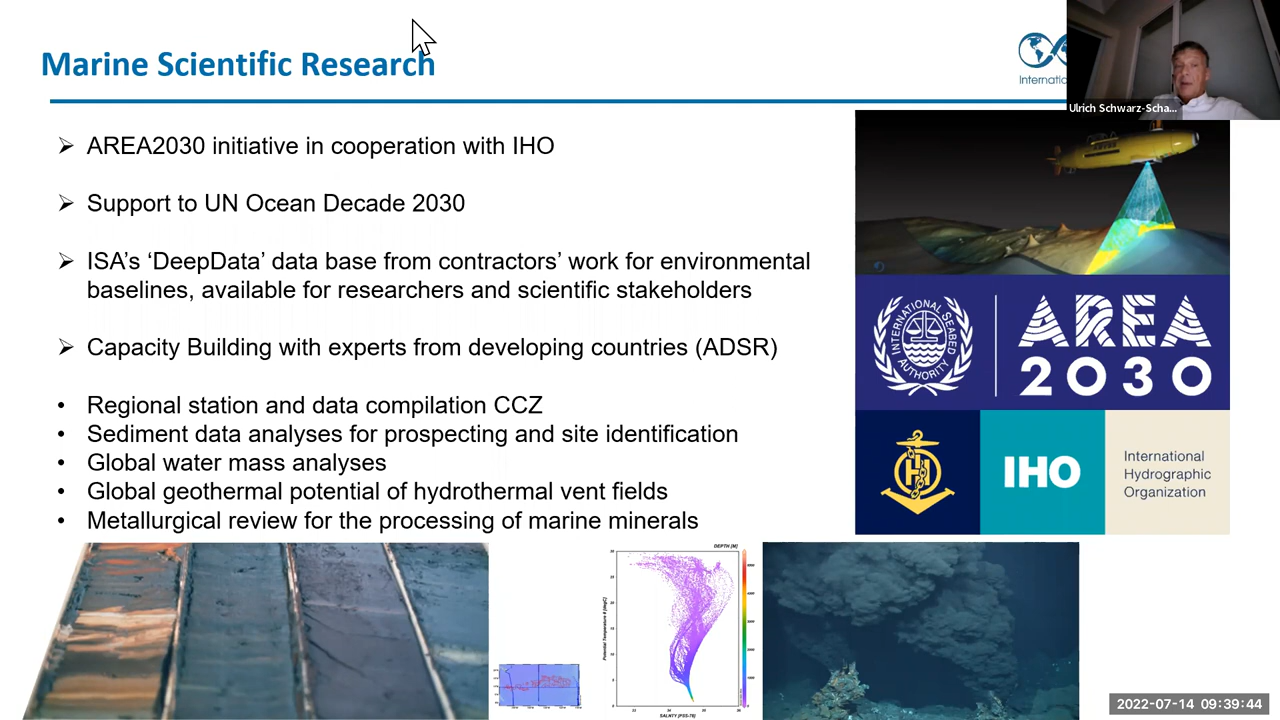 Marine Scientific Research
Internatio
Ulrich Schwarz-Scha...
➢ AREA2030 initiative in cooperation with IHO
➢ Support to UN Ocean Decade 2030
➢ ISA’s ‘DeepData’ data base from contractors’ work for environmental
baselines, available for researchers and scientific stakeholders
➢ Capacity Building with experts from developing countries (ADSR)
• Regional station and data compilation CCZ
• Sediment data analyses for prospecting and site identification
• Global water mass analyses
• Global geothermal potential of hydrothermal vent fields
• Metallurgical review for the processing of marine minerals
INTERNATIONAL SEABED
AUTHORITY
AREA
2030
IHO
International
Hydrographic
Organization
DEPTH [M]
Potential Temperature θ [degC]
SALNTY [PSS-78]
2022-07-14 09:39:44